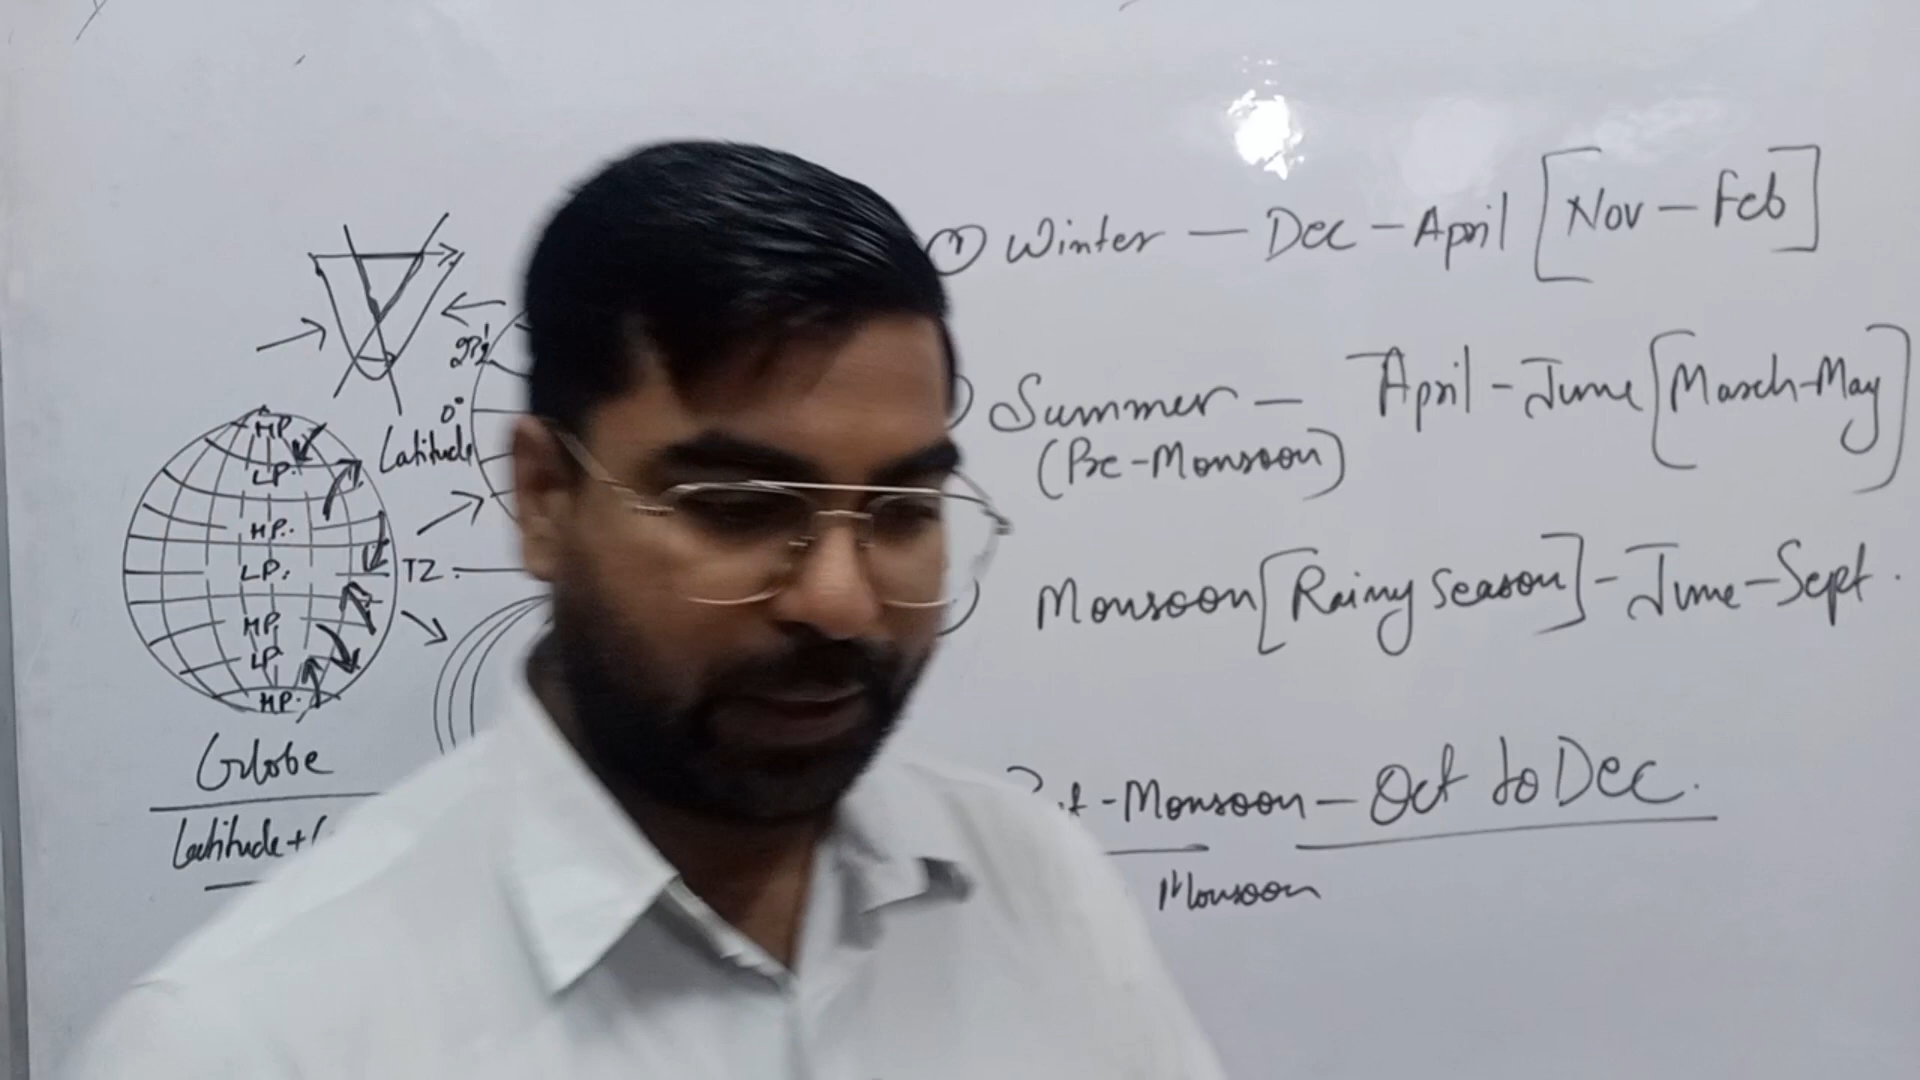 ① Winter — Dec - April [Nov - Feb]
Summer — April - June [March-May]
(Pre-Monsoon)
Monsoon [Rainy Season] - June-Sept.
-Monsoon — Oct to Dec.
Monsoon
0°
Latitude
HP
LP.
HP..
LP.
TZ.
HP
LP
HP.
Globe
Latitude+